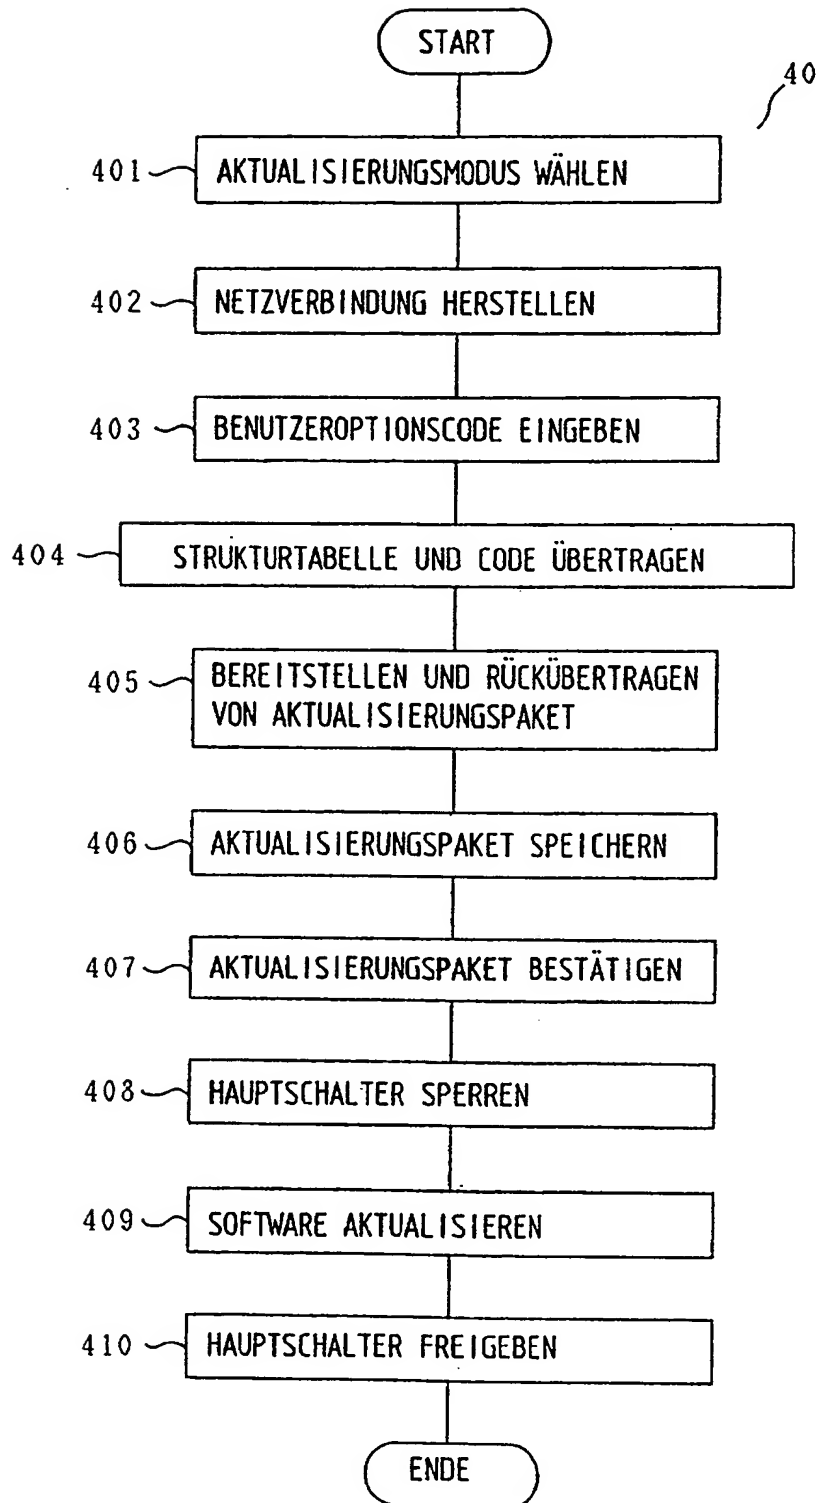 START
40
401 AKTUALISIERUNGSMODUS WÄHLEN
402 NETZVERBINDUNG HERSTELLEN
403 BENUTZEROPTIONSCODE EINGEBEN
404 STRUKTURTABELLE UND CODE ÜBERTRAGEN
405 BEREITSTELLEN UND RÜCKÜBERTRAGEN
VON AKTUALISIERUNGSPAKET
406 AKTUALISIERUNGSPAKET SPEICHERN
407 AKTUALISIERUNGSPAKET BESTÄTIGEN
408 HAUPTSCHALTER SPERREN
409 SOFTWARE AKTUALISIEREN
410 HAUPTSCHALTER FREIGEBEN
ENDE